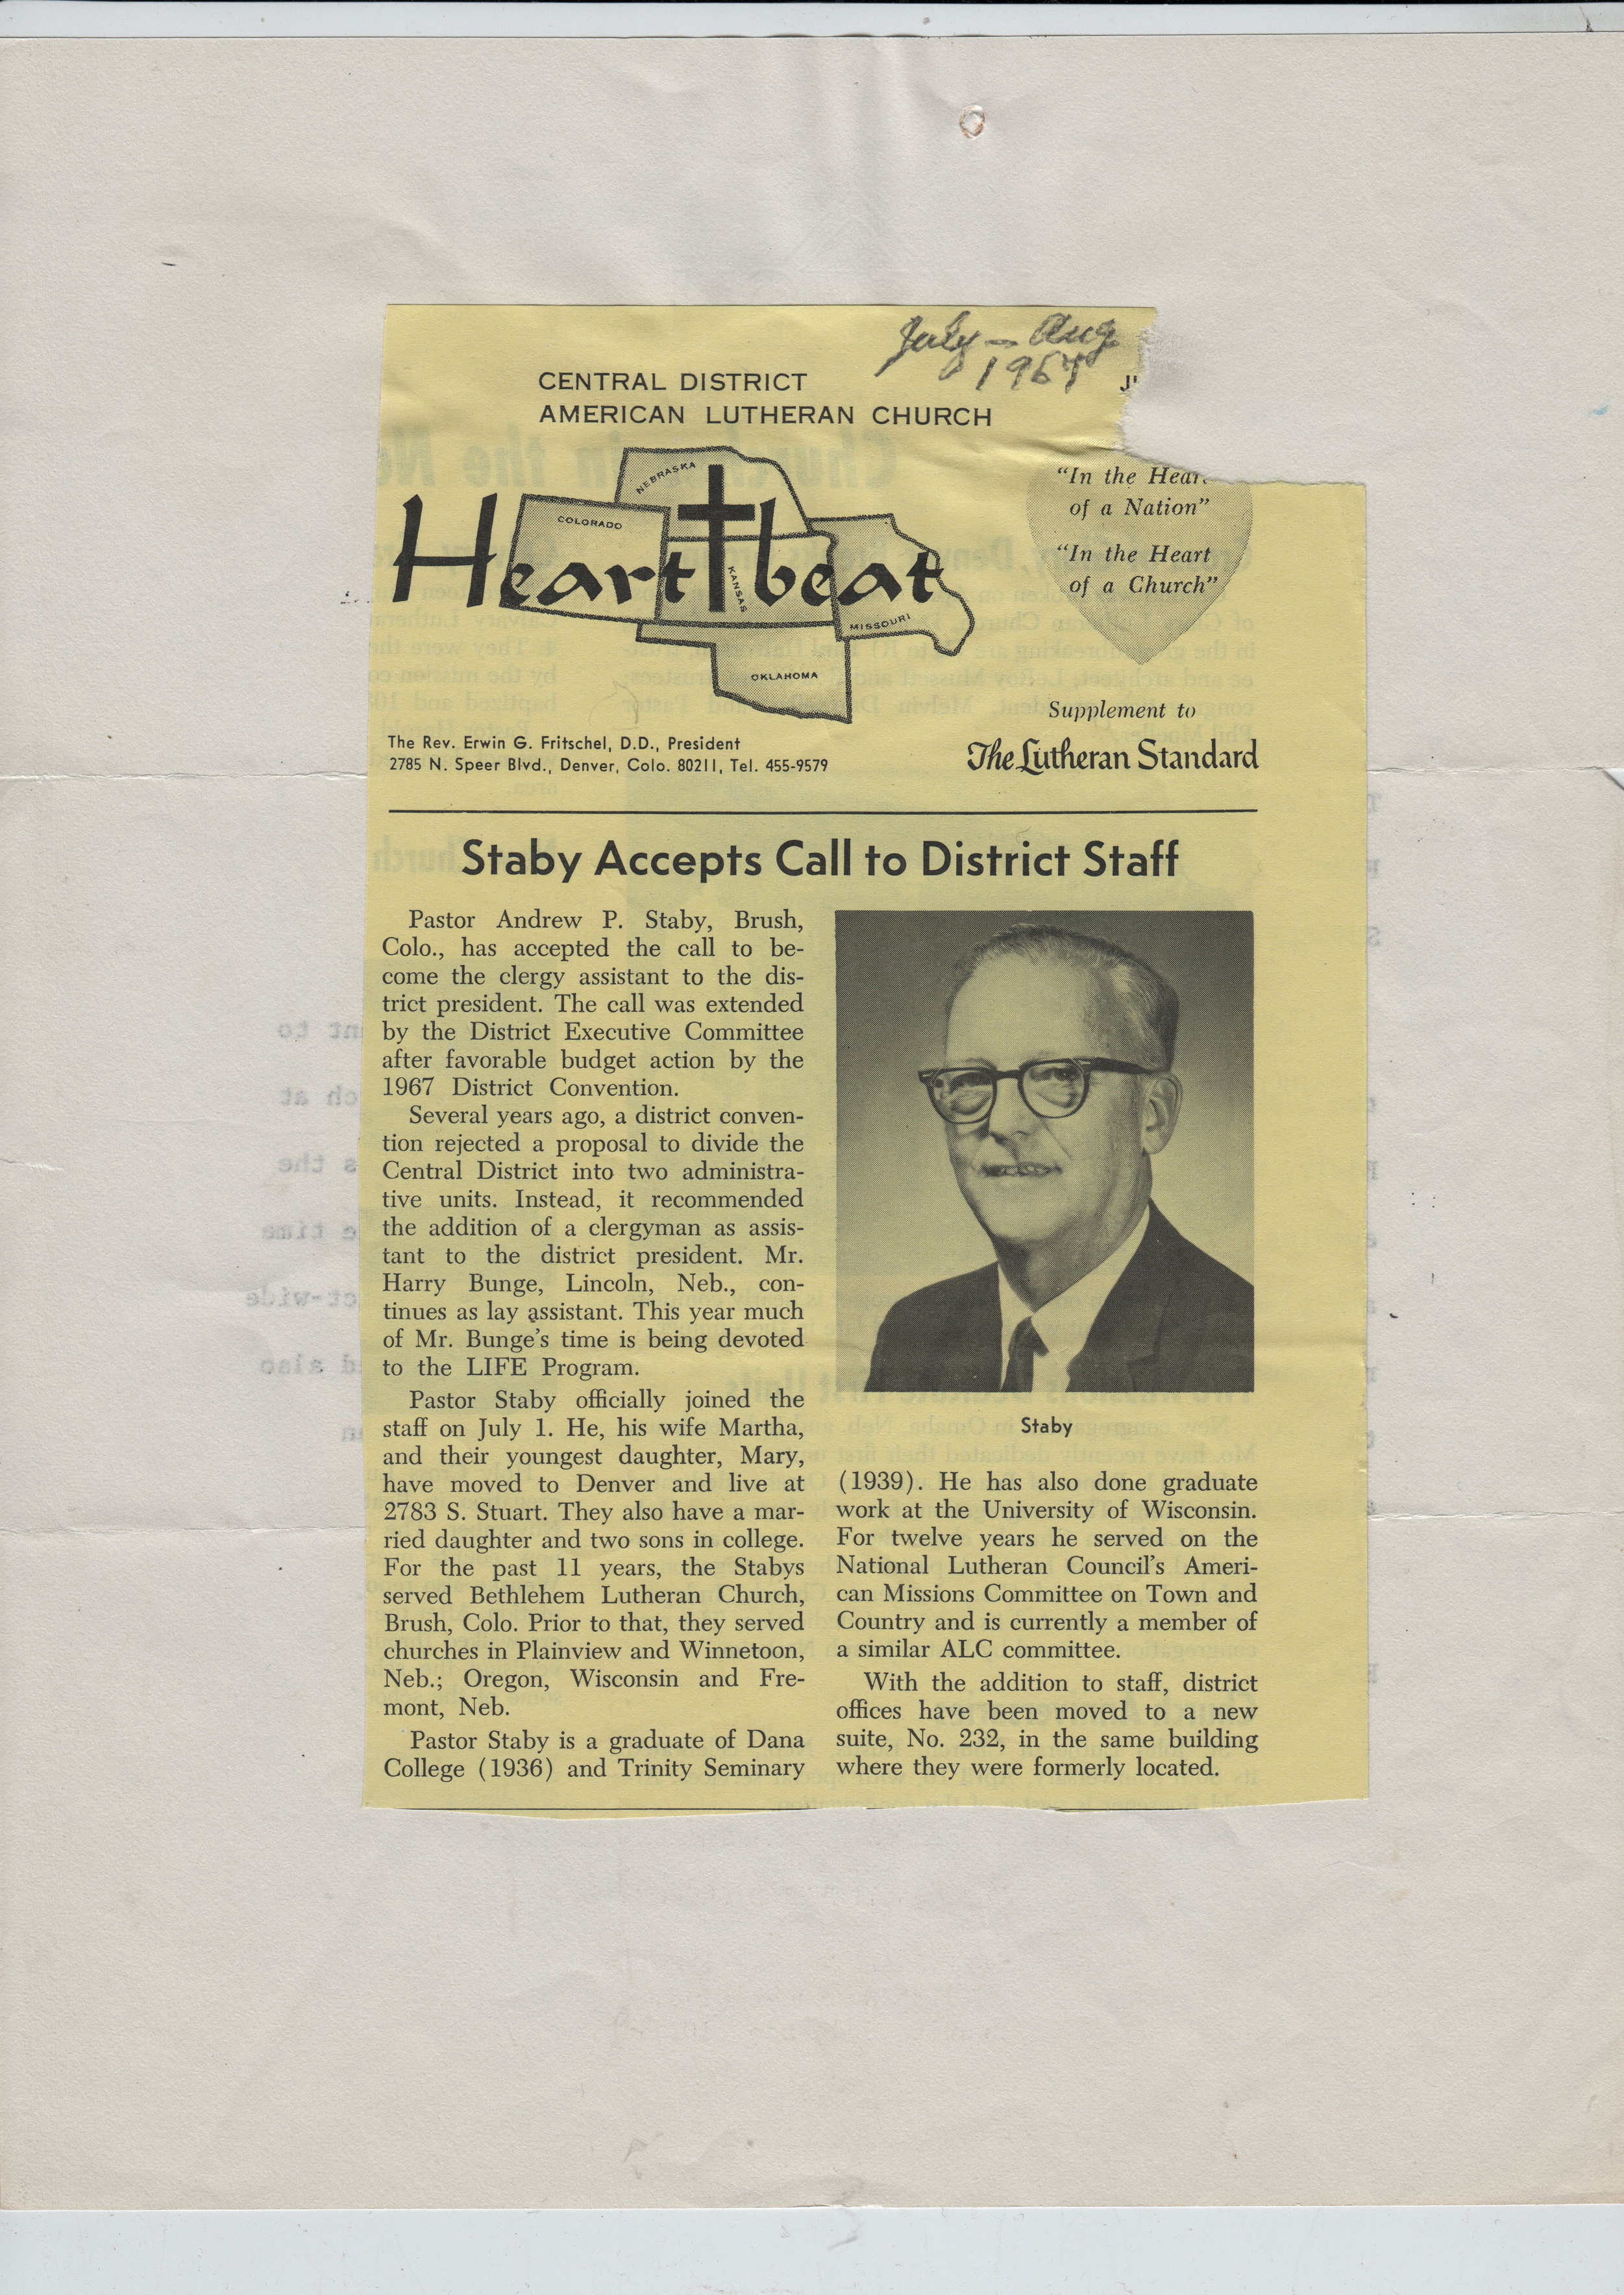 July - Aug
1967
CENTRAL DISTRICT
AMERICAN LUTHERAN CHURCH
NEBRASKA
COLORADO
Heartbeat
KANSAS
MISSOURI
OKLAHOMA
"In the Hear
of a Nation"
"In the Heart
of a Church"
Supplement to
The Lutheran Standard
The Rev. Erwin G. Fritschel, D.D., President
2785 N. Speer Blvd., Denver, Colo. 80211, Tel. 455-9579
Staby Accepts Call to District Staff
Pastor Andrew P. Staby, Brush,
Colo., has accepted the call to be-
come the clergy assistant to the dis-
trict president. The call was extended
by the District Executive Committee
after favorable budget action by the
1967 District Convention.
Several years ago, a district conven-
tion rejected a proposal to divide the
Central District into two administra-
tive units. Instead, it recommended
the addition of a clergyman as assis-
tant to the district president. Mr.
Harry Bunge, Lincoln, Neb., con-
tinues as lay assistant. This year much
of Mr. Bunge's time is being devoted
to the LIFE Program.
Pastor Staby officially joined the
staff on July 1. He, his wife Martha,
and their youngest daughter, Mary,
have moved to Denver and live at
2783 S. Stuart. They also have a mar-
ried daughter and two sons in college.
For the past 11 years, the Stabys
served Bethlehem Lutheran Church,
Brush, Colo. Prior to that, they served
churches in Plainview and Winnetoon,
Neb.; Oregon, Wisconsin and Fre-
mont, Neb.
Pastor Staby is a graduate of Dana
College (1936) and Trinity Seminary
Staby
(1939). He has also done graduate
work at the University of Wisconsin.
For twelve years he served on the
National Lutheran Council's Ameri-
can Missions Committee on Town and
Country and is currently a member of
a similar ALC committee.
With the addition to staff, district
offices have been moved to a new
suite, No. 232, in the same building
where they were formerly located.